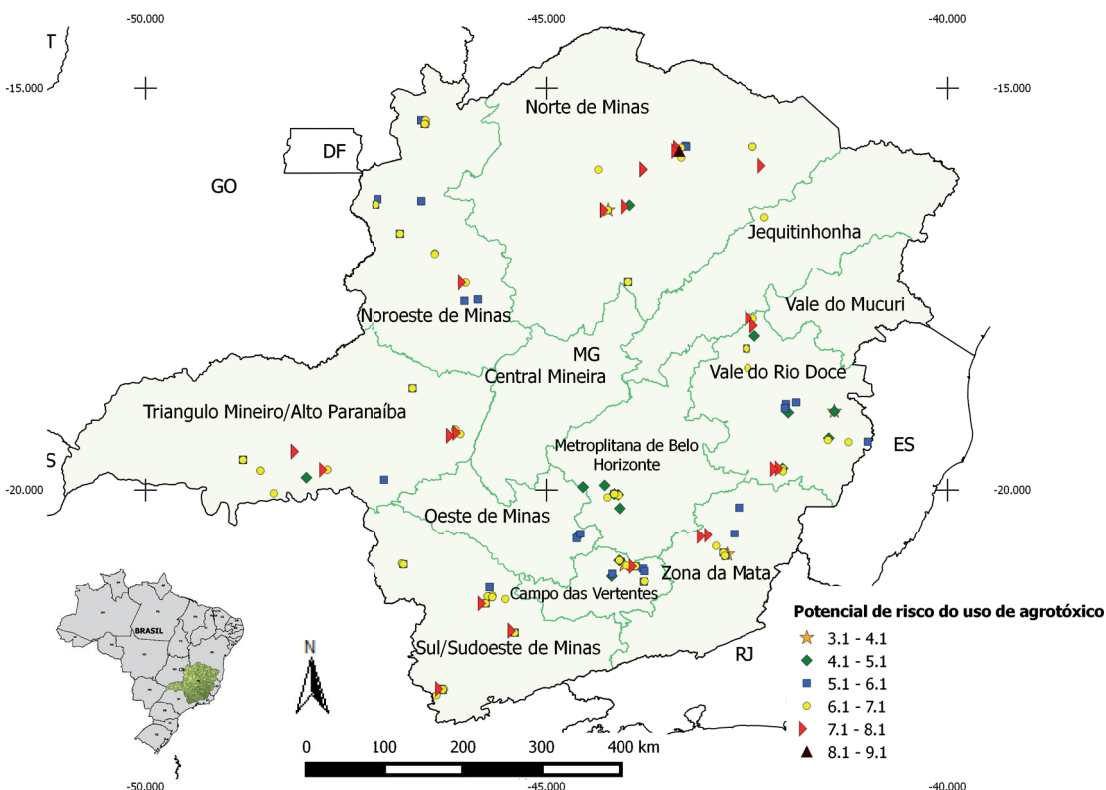 -50.000
-45.000
-40.000
T
-15.000
-15.000
Norte de Minas
DF
GO
Jequitinhonha
Vale do Mucuri
Noroeste de Minas
MG
Central Mineira
Vale do Rio Doce
Triangulo Mineiro/Alto Paranaíba
Metroplitana de Belo
Horizonte
ES
S
-20.000
-20.000
Oeste de Minas
Zona da Mata
Campo das Vertentes
Sul/Sudoeste de Minas
RJ
BRASIL
N
Potencial de risco do uso de agrotóxico
3.1 - 4.1
4.1 - 5.1
5.1 - 6.1
6.1 - 7.1
7.1 - 8.1
8.1 - 9.1
0 100 200 300 400 km
-50.000
-45.000
-40.000